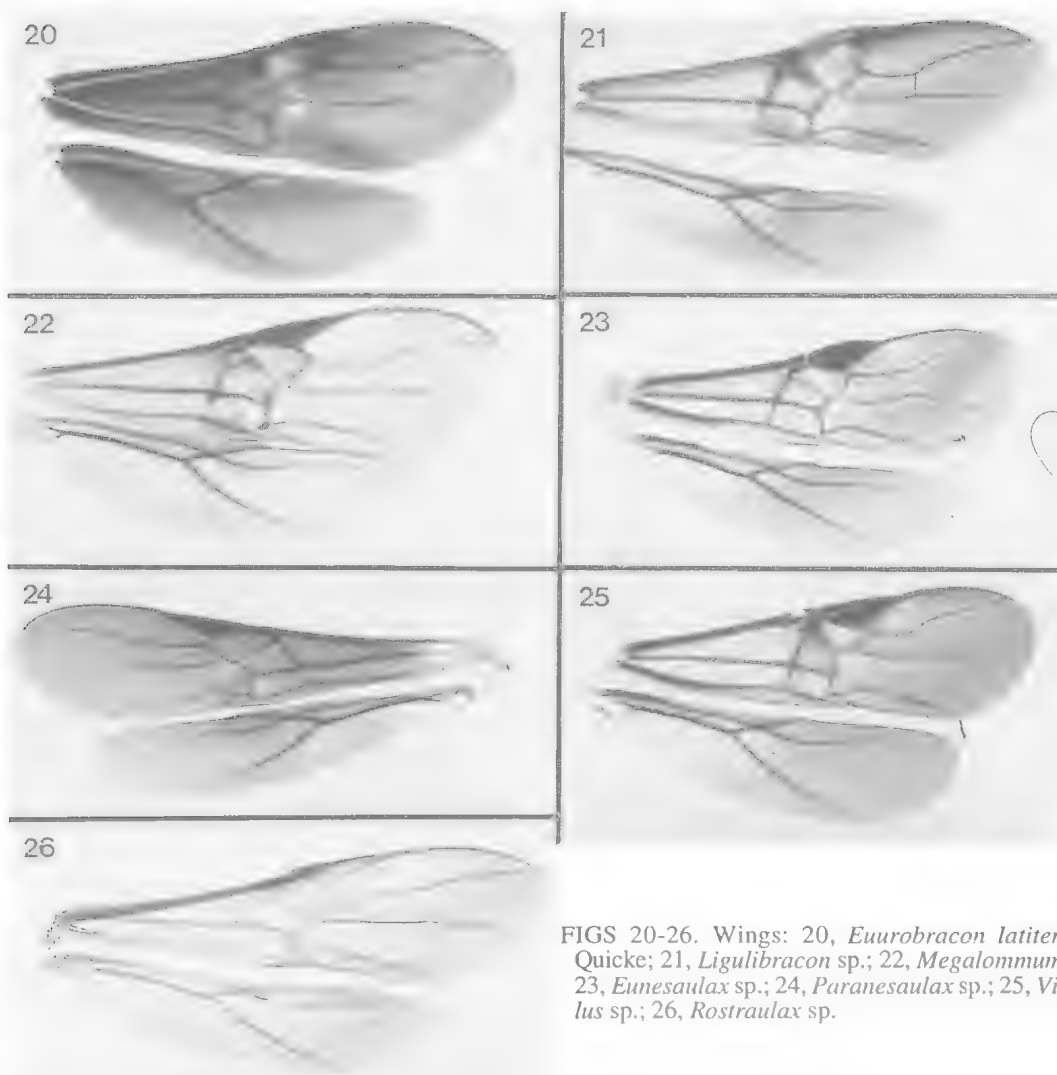 20
21
22
23
24
25
26
FIGS 20-26. Wings: 20, Euurobracon
Quicke; 21, Ligulibracon sp.; 22, Megalommum
23, Eunesaulax sp.; 24, Paranesaulax sp.; 25,
lus sp.; 26, Rostraulax sp.